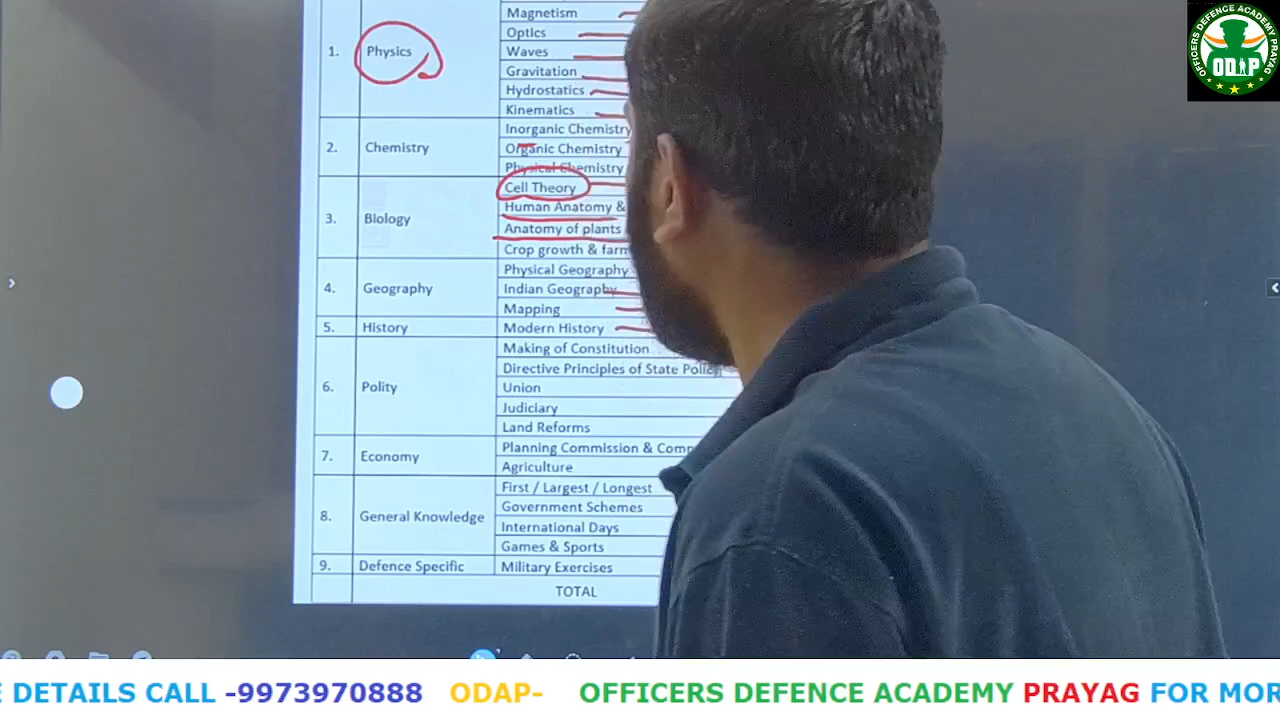 OFFICERS DEFENCE ACADEMY PRAYAG
ODAP
1. Physics
Magnetism
Optics
Waves
Gravitation
Hydrostatics
Kinematics
2. Chemistry
Inorganic Chemistry
Organic Chemistry
Physical Chemistry
3. Biology
Cell Theory
Human Anatomy &
Anatomy of plants
Crop growth & farm
4. Geography
Physical Geography
Indian Geography
Mapping
5. History
Modern History
6. Polity
Making of Constitution
Directive Principles of State Policy
Union
Judiciary
Land Reforms
7. Economy
Planning Commission & Comp
Agriculture
8. General Knowledge
First / Largest / Longest
Government Schemes
International Days
Games & Sports
9. Defence Specific
Military Exercises
TOTAL
E DETAILS CALL -9973970888 ODAP- OFFICERS DEFENCE ACADEMY PRAYAG FOR MOR